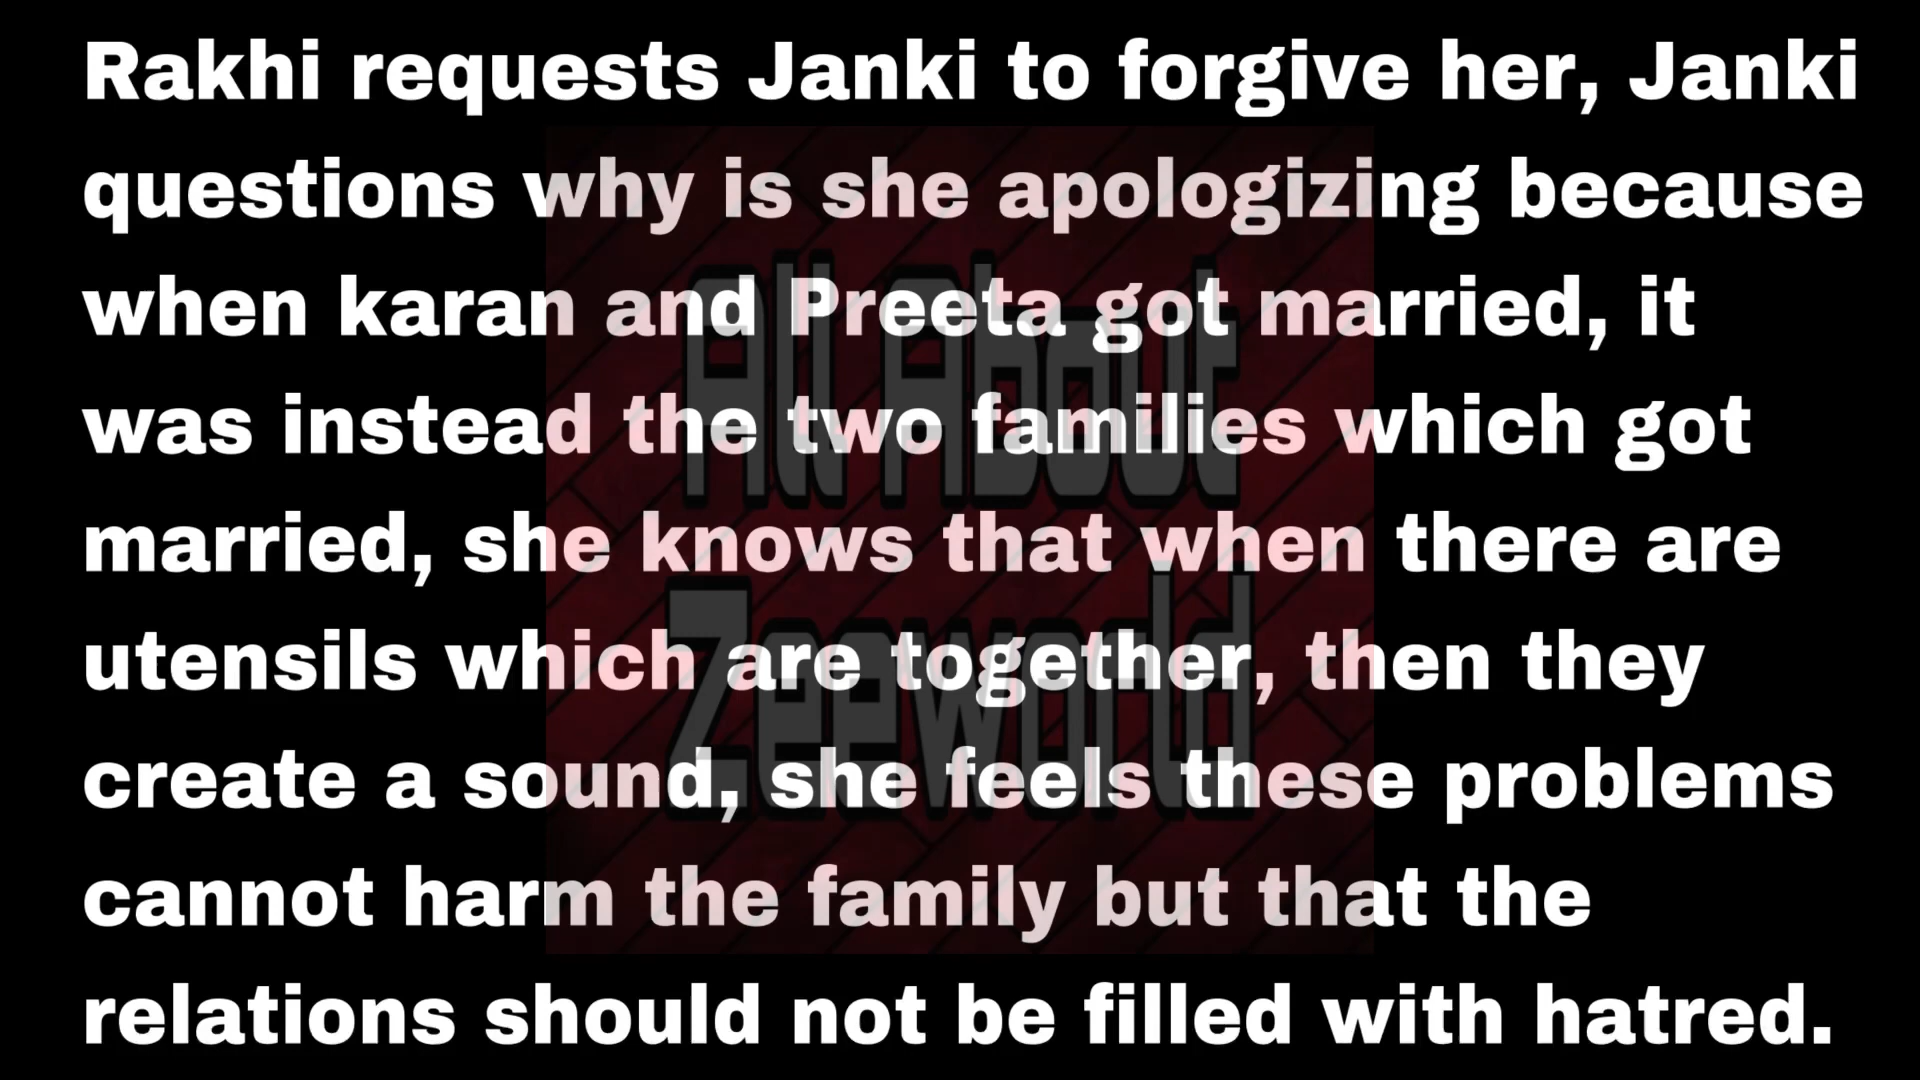 Rakhi requests Janki to forgive her, Janki
questions why is she apologizing because
when karan and Preeta got married, it
was instead the two families which got
married, she knows that when there are
utensils which are together, then they
create a sound, she feels these problems
cannot harm the family but that the
relations should not be filled with hatred.
All About
Zeeworld